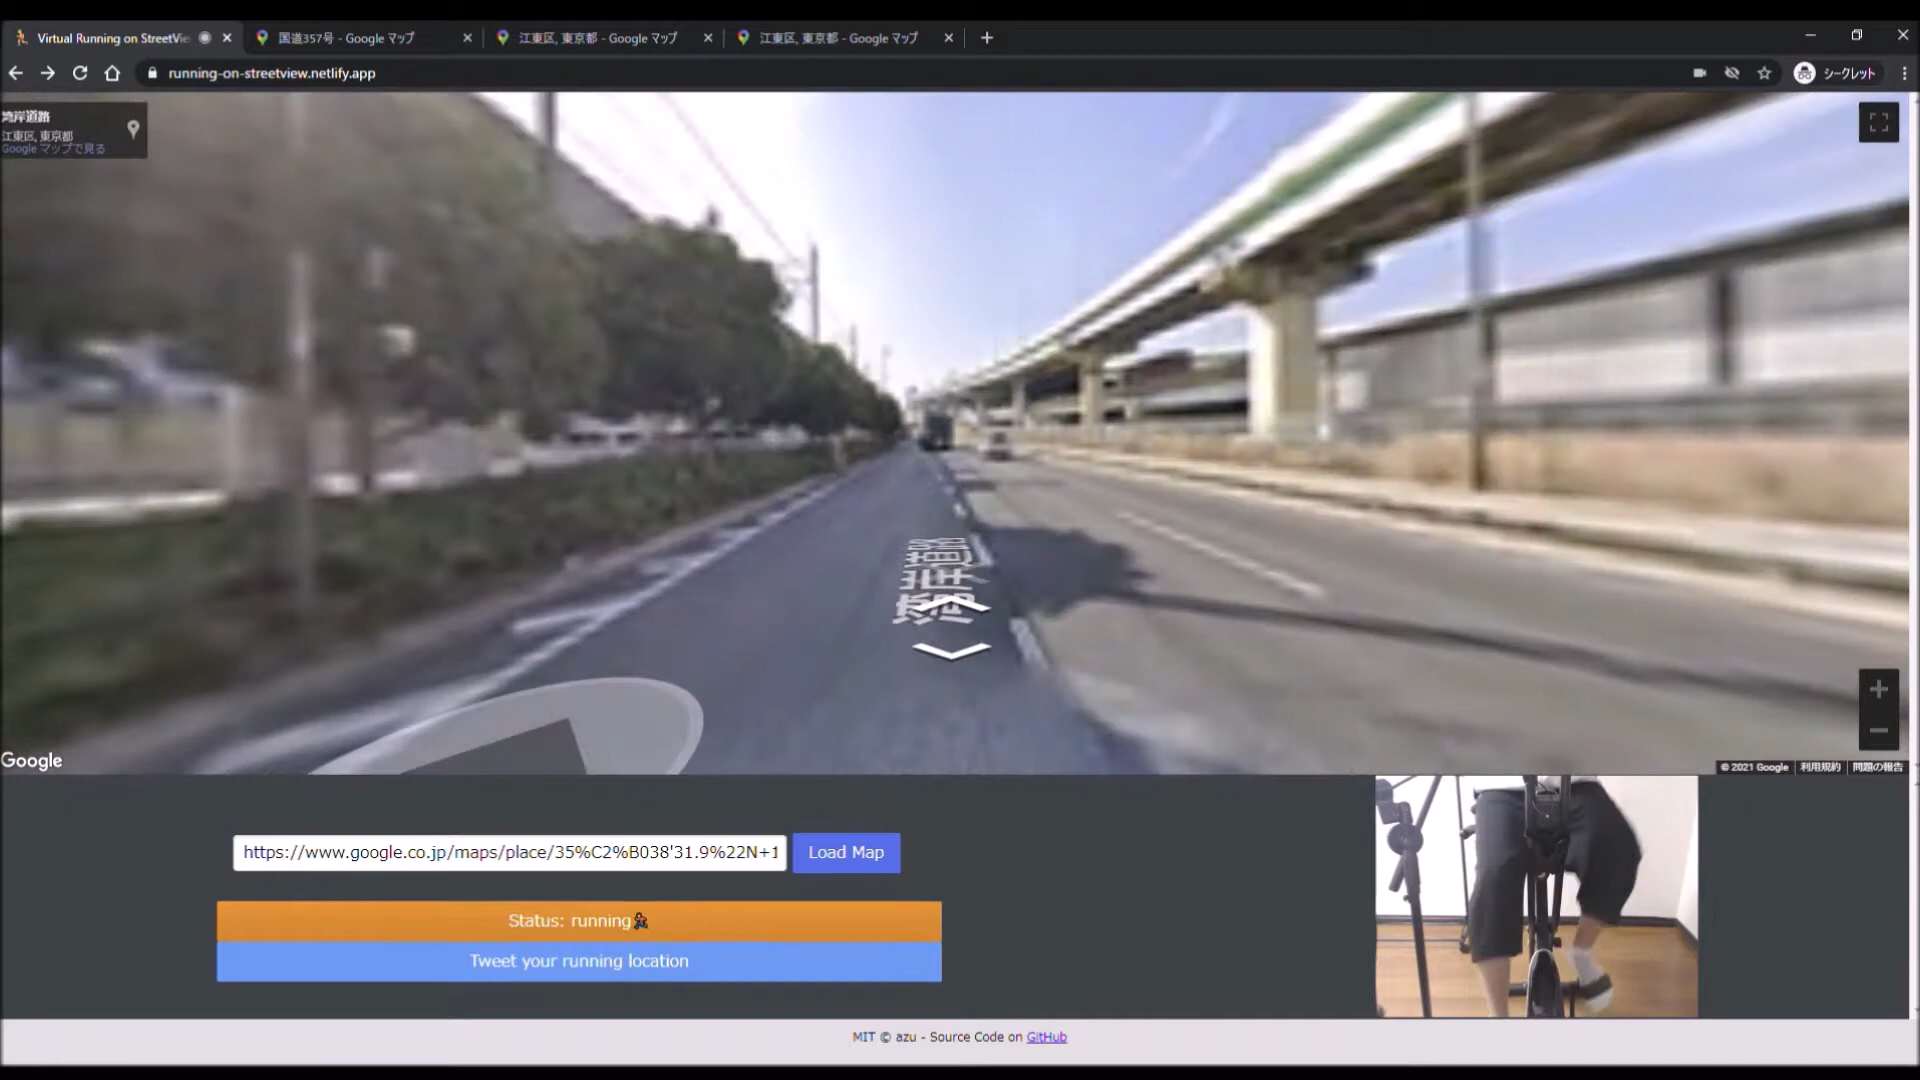 Virtual Running on StreetVie
国道357号 - Google マップ
江東区, 東京都 - Google マップ
江東区, 東京都 - Google マップ
running-on-streetview.netlify.app
シークレット
湾岸道路
江東区, 東京都
Google マップで見る
湾岸道路
Google
© 2021 Google
利用規約
問題の報告
https://www.google.co.jp/maps/place/35%C2%B038'31.9%22N+1
Load Map
Status: running
Tweet your running location
MIT © azu - Source Code on GitHub